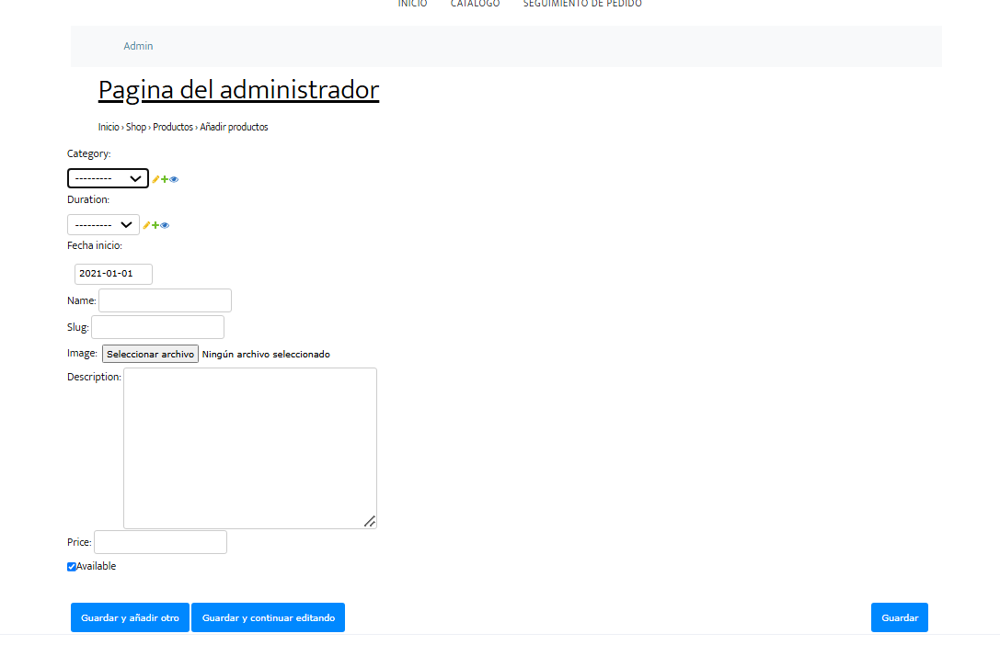 INICIO CATALOGO SEGUIMIENTO DE PEDIDO
Admin
Pagina del administrador
Inicio › Shop › Productos › Añadir productos
Category:
---------
Duration:
---------
Fecha inicio:
2021-01-01
Name:
Slug:
Image: Seleccionar archivo Ningún archivo seleccionado
Description:
Price:
Available
Guardar y añadir otro Guardar y continuar editando Guardar